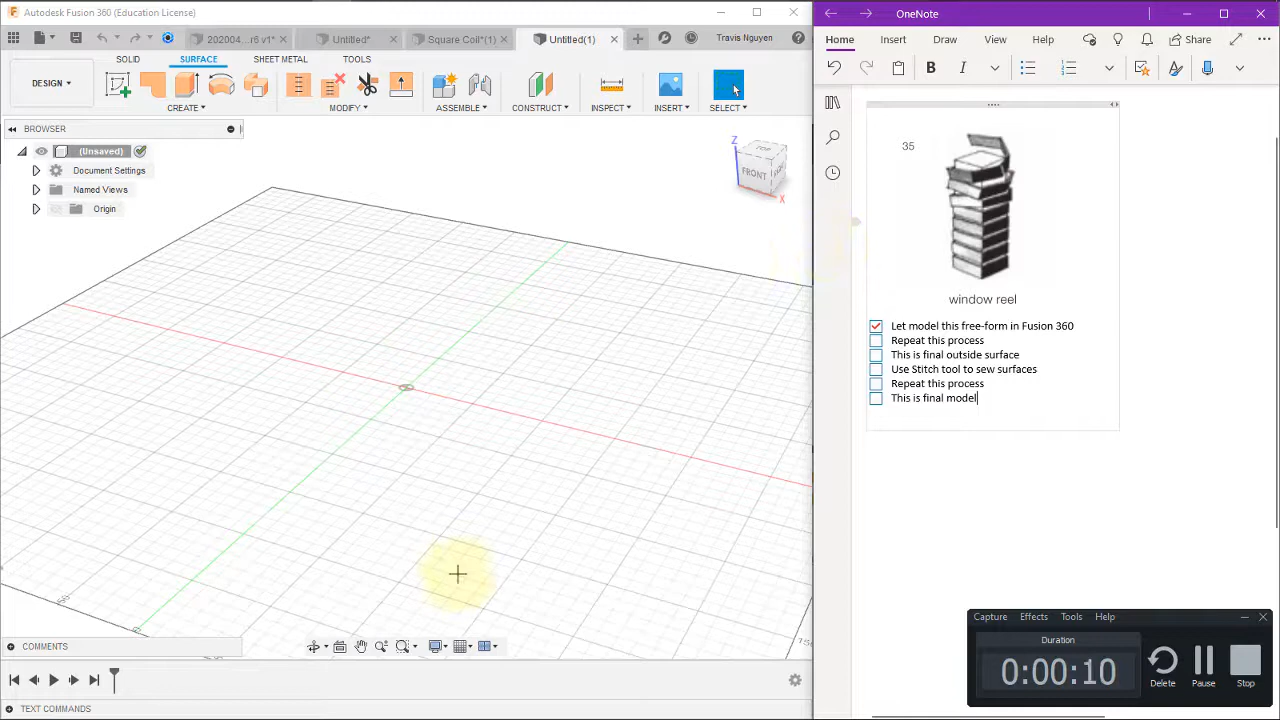 Autodesk Fusion 360 (Education License)
OneNote
202004...r6 v1*
Untitled*
Square Coil*(1)
Untitled(1)
Travis Nguyen
Home
Insert
Draw
View
Help
Share
SOLID
SURFACE
SHEET METAL
TOOLS
DESIGN
CREATE
MODIFY
ASSEMBLE
CONSTRUCT
INSPECT
INSERT
SELECT
B
I
BROWSER
(Unsaved)
Document Settings
Named Views
Origin
Z
TOP
FRONT
X
35
window reel
Let model this free-form in Fusion 360
Repeat this process
This is final outside surface
Use Stitch tool to sew surfaces
Repeat this process
This is final model
Capture
Effects
Tools
Help
Duration
0:00:10
Delete
Pause
Stop
COMMENTS
TEXT COMMANDS